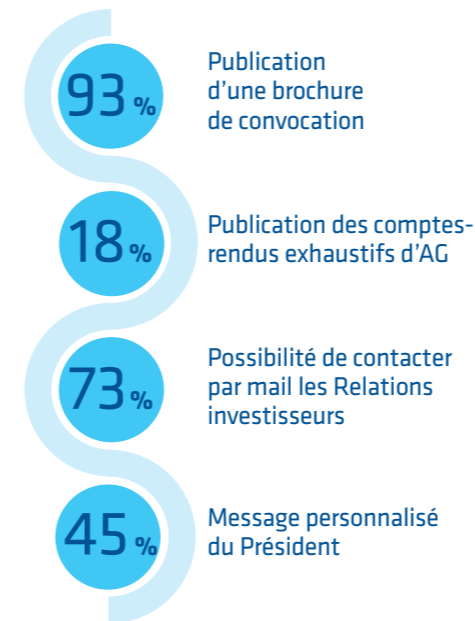 93 %
Publication
d’une brochure
de convocation
18 %
Publication des comptes-
rendus exhaustifs d’AG
73 %
Possibilité de contacter
par mail les Relations
investisseurs
45 %
Message personnalisé
du Président